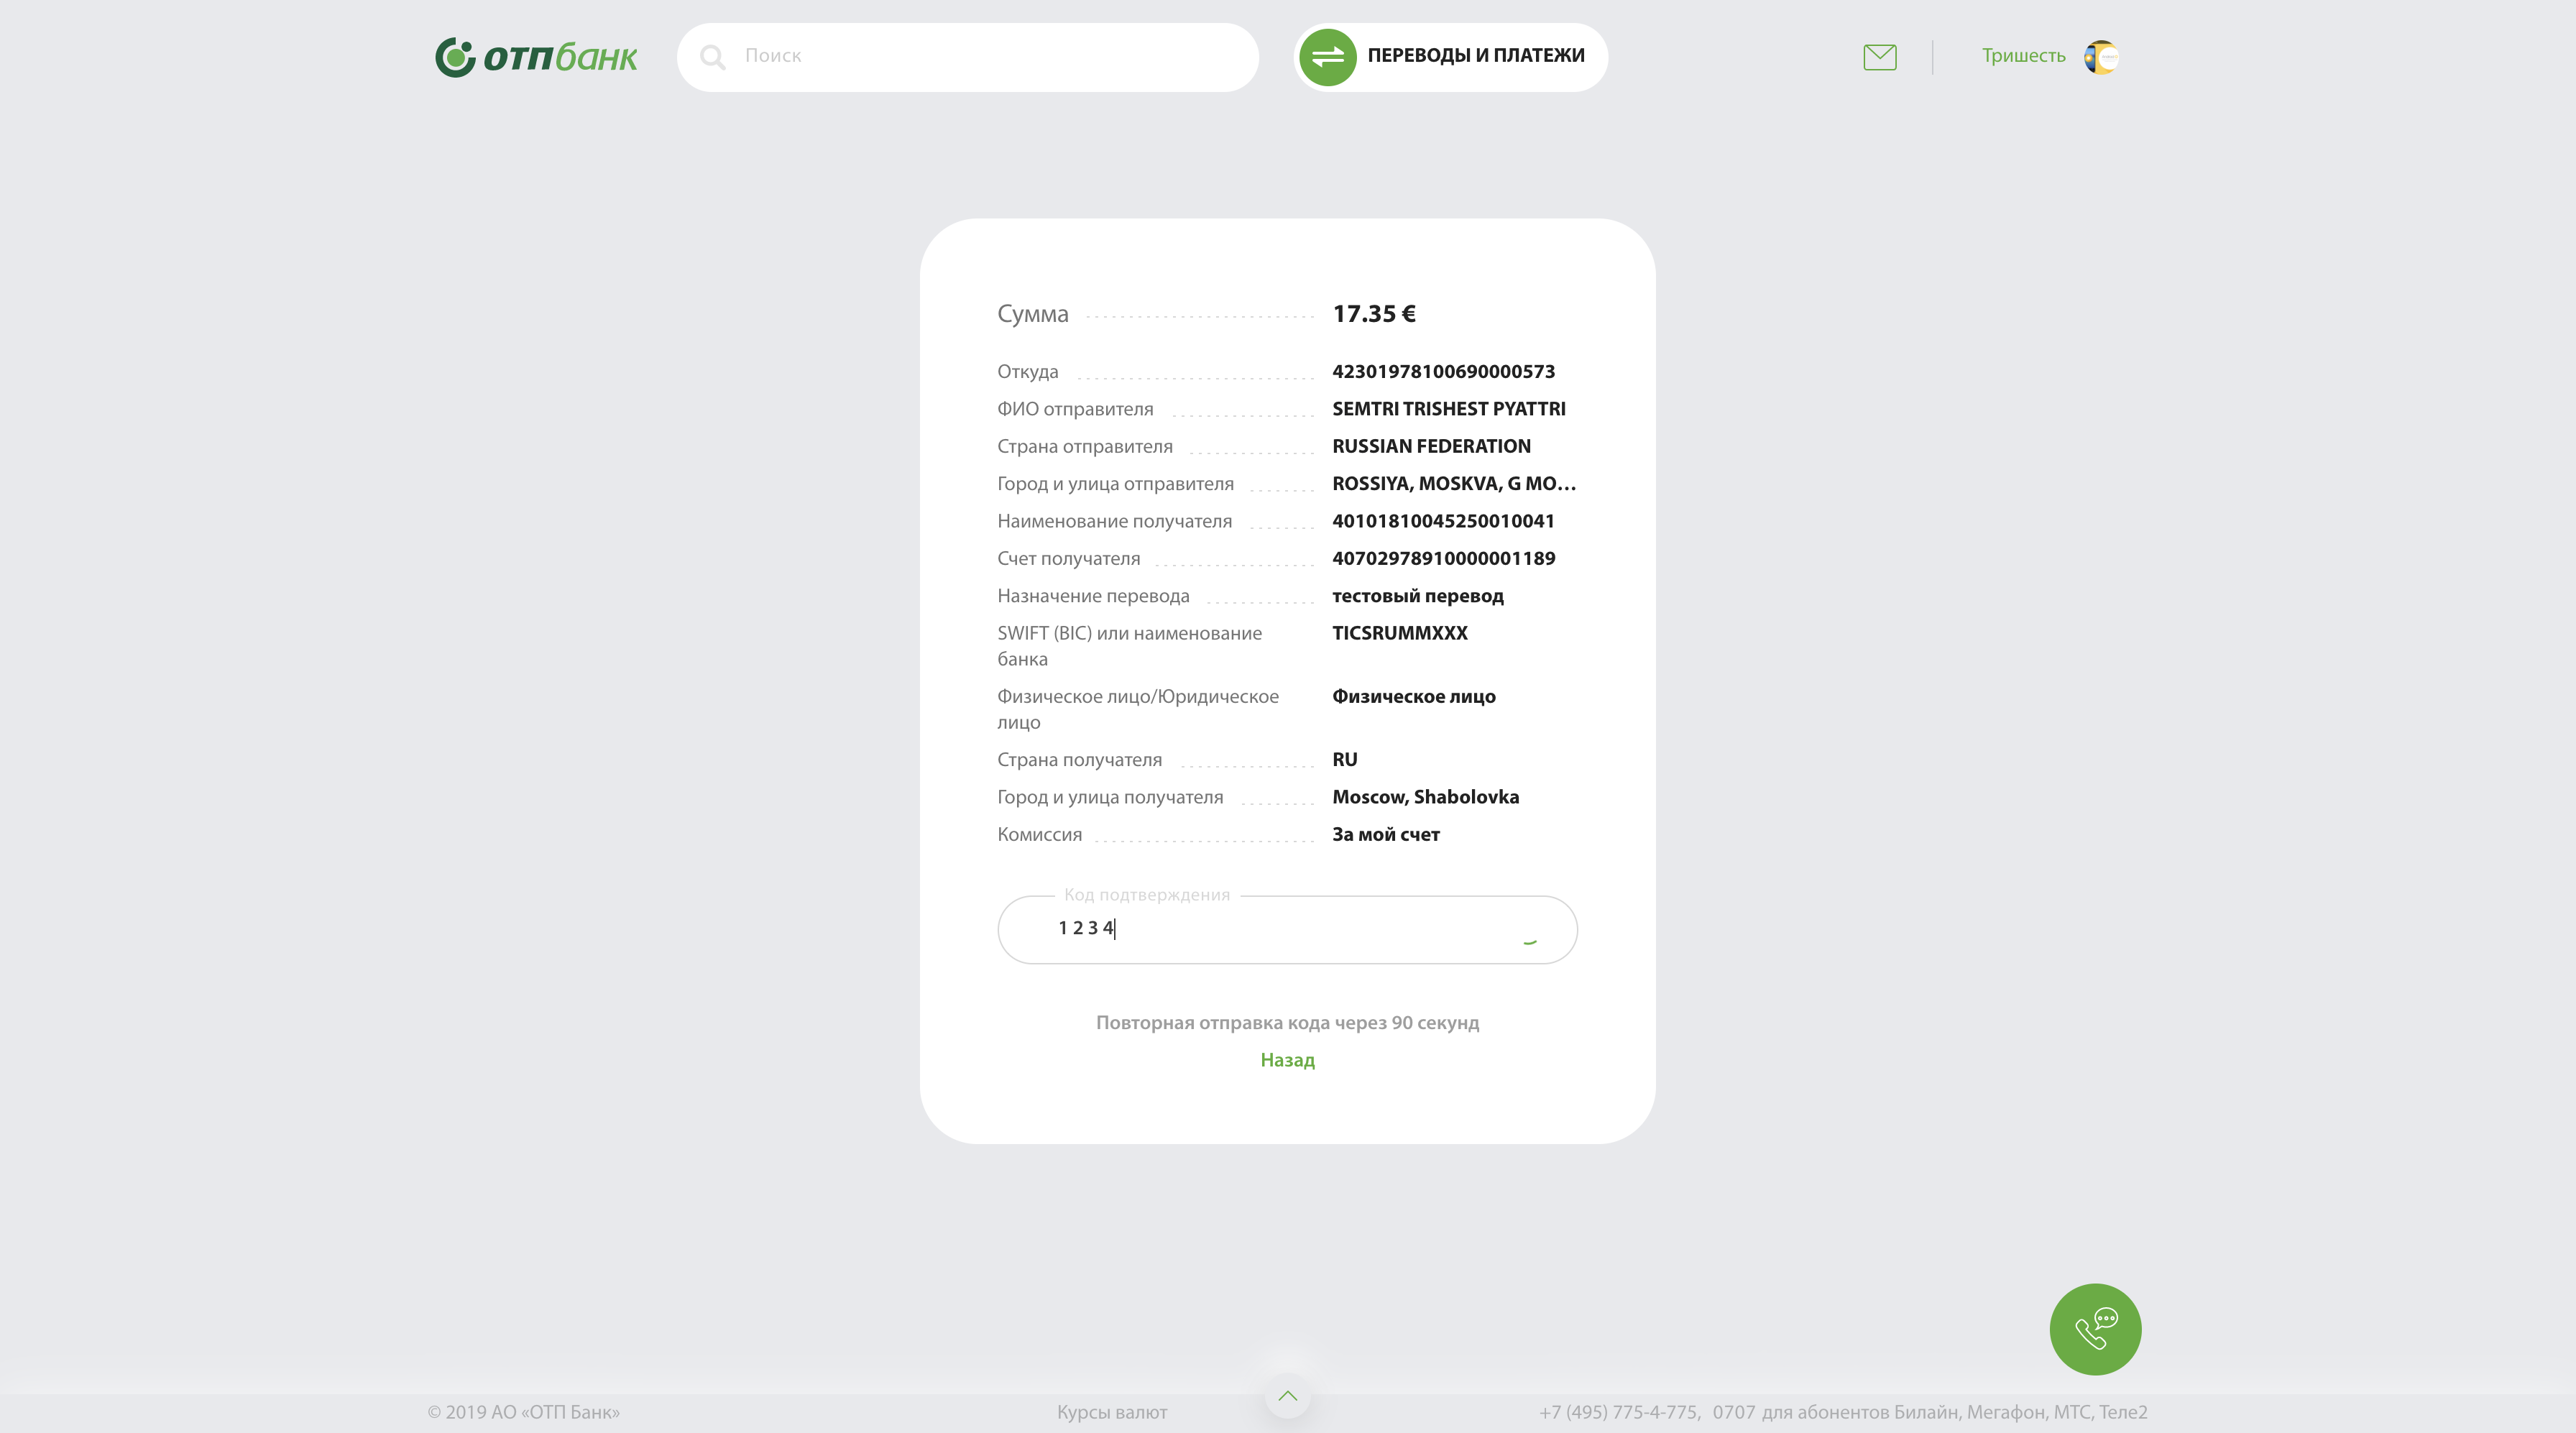 отпбанк
Поиск
ПЕРЕВОДЫ И ПЛАТЕЖИ
Тришесть
Сумма 17.35 €
Откуда 42301978100690000573
ФИО отправителя SEMTRI TRISHEST PYATTRI
Страна отправителя RUSSIAN FEDERATION
Город и улица отправителя ROSSIYA, MOSKVA, G MO...
Наименование получателя 40101810045250010041
Счет получателя 40702978910000001189
Назначение перевода тестовый перевод
SWIFT (BIC) или наименование TICSRUMMXXX
банка
Физическое лицо/Юридическое Физическое лицо
лицо
Страна получателя RU
Город и улица получателя Moscow, Shabolovka
Комиссия За мой счет
Код подтверждения
1 2 3 4
Повторная отправка кода через 90 секунд
Назад
© 2019 АО «ОТП Банк» Курсы валют +7 (495) 775-4-775, 0707 для абонентов Билайн, Мегафон, МТС, Теле2